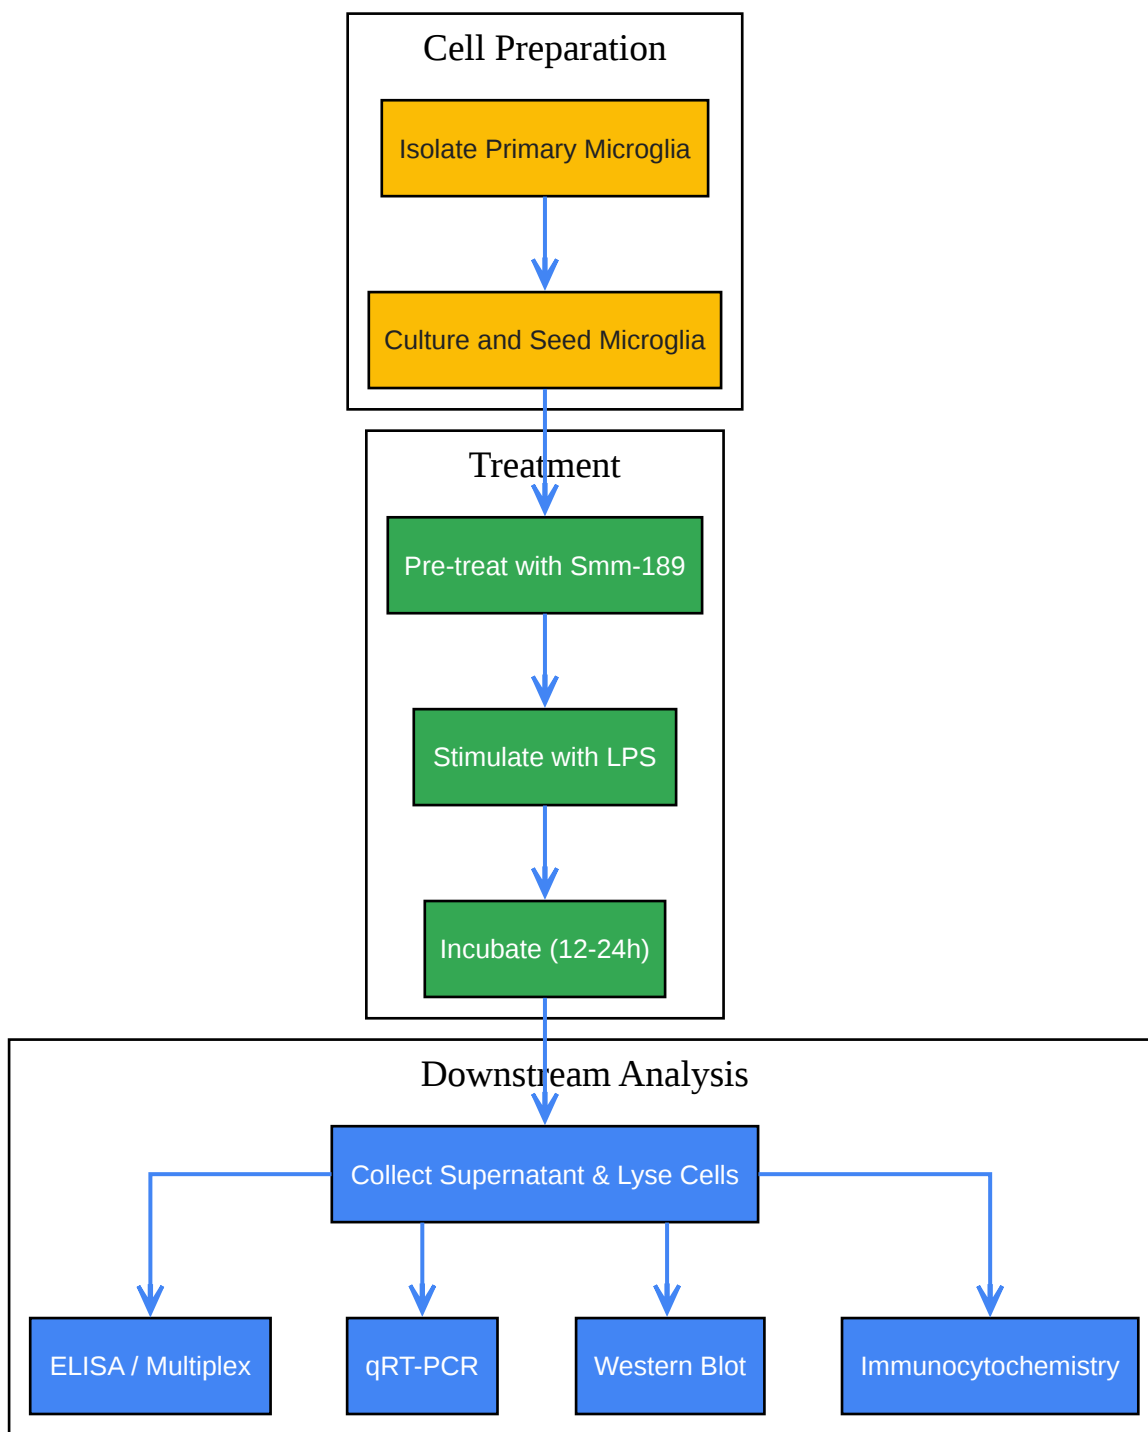 Cell Preparation
Isolate Primary Microglia
Culture and Seed Microglia
Treatment
Pre-treat with Smm-189
Stimulate with LPS
Incubate (12-24h)
Downstream Analysis
Collect Supernatant & Lyse Cells
ELISA / Multiplex
qRT-PCR
Western Blot
Immunocytochemistry